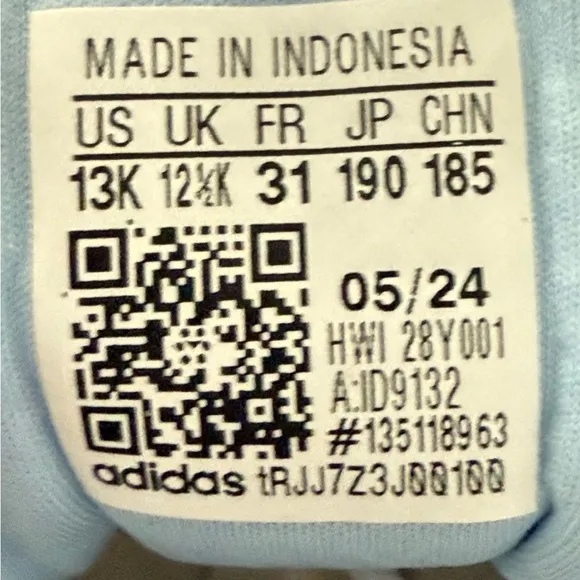 MADE IN INDONESIA
US UK FR JP CHN
13K 12½K 31 190 185
05/24
HWI 28Y001
A:ID9132
#135118963
adidas tRJJ7Z3J00100